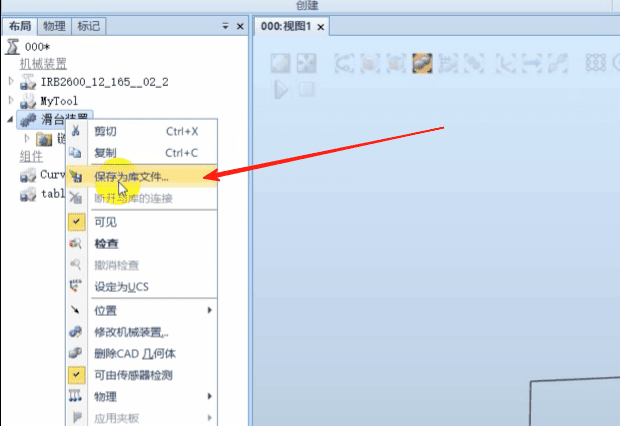 创建
布局 物理 标记
000:视图1
000*
机械装置
IRB2600_12_165__02_2
MyTool
滑台装置
链
组件
Curv
tabl
剪切 Ctrl+X
复制 Ctrl+C
保存为库文件...
断开与库的连接
可见
检查
撤消检查
设定为UCS
位置
修改机械装置...
删除CAD 几何体
可由传感器检测
物理
应用夹板